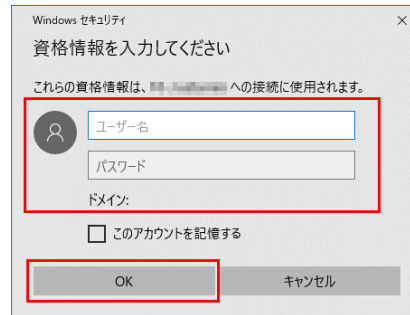 Windows セキュリティ
資格情報を入力してください
これらの資格情報は、 への接続に使用されます。
ユーザー名
パスワード
ドメイン:
このアカウントを記憶する
OK キャンセル